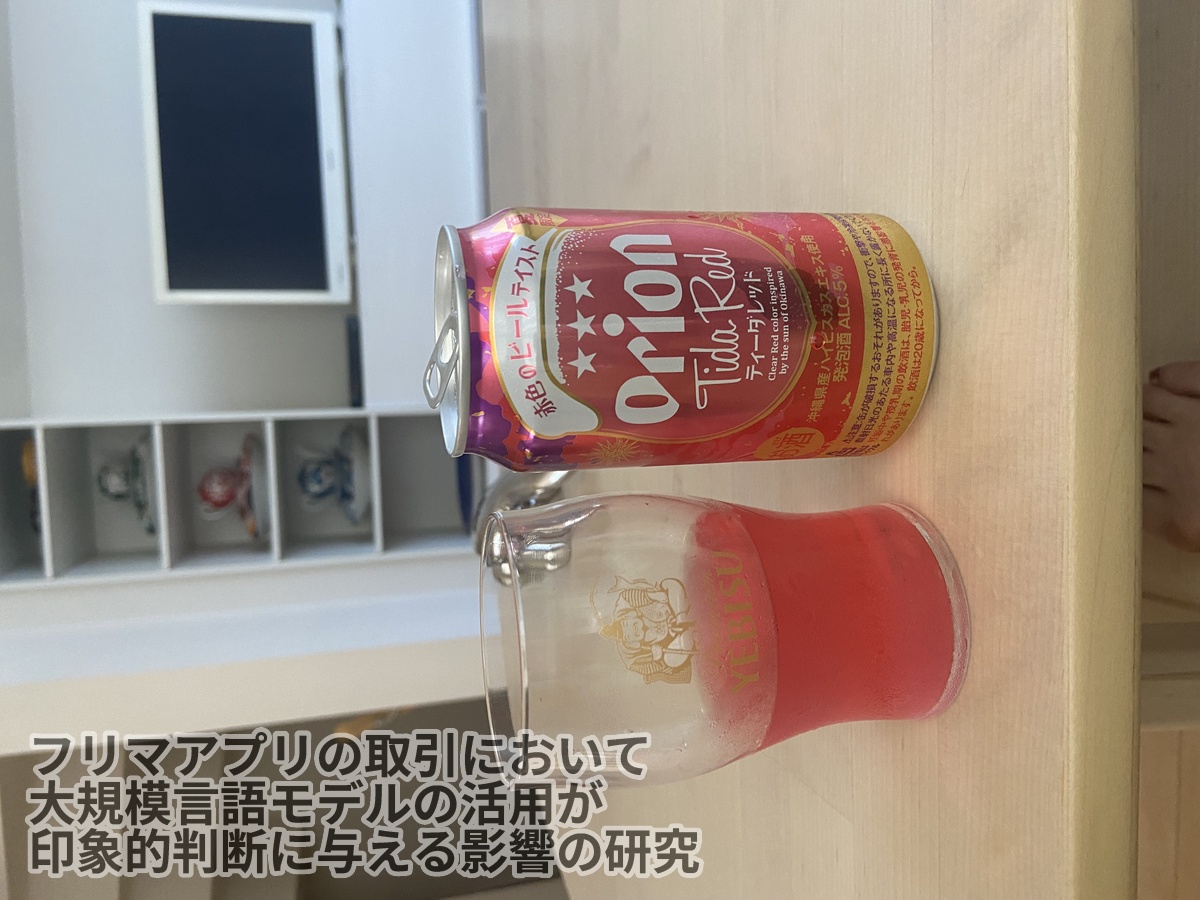 赤色のビールテイスト
orion
Tida Red
ティーダレッド
Clear Red color inspired
by the sun of Okinawa
沖縄県産ハイビスカスエキス使用
発泡酒 ALC.5%
お酒
YEBISU
フリマアプリの取引において
大規模言語モデルの活用が
印象的判断に与える影響の研究